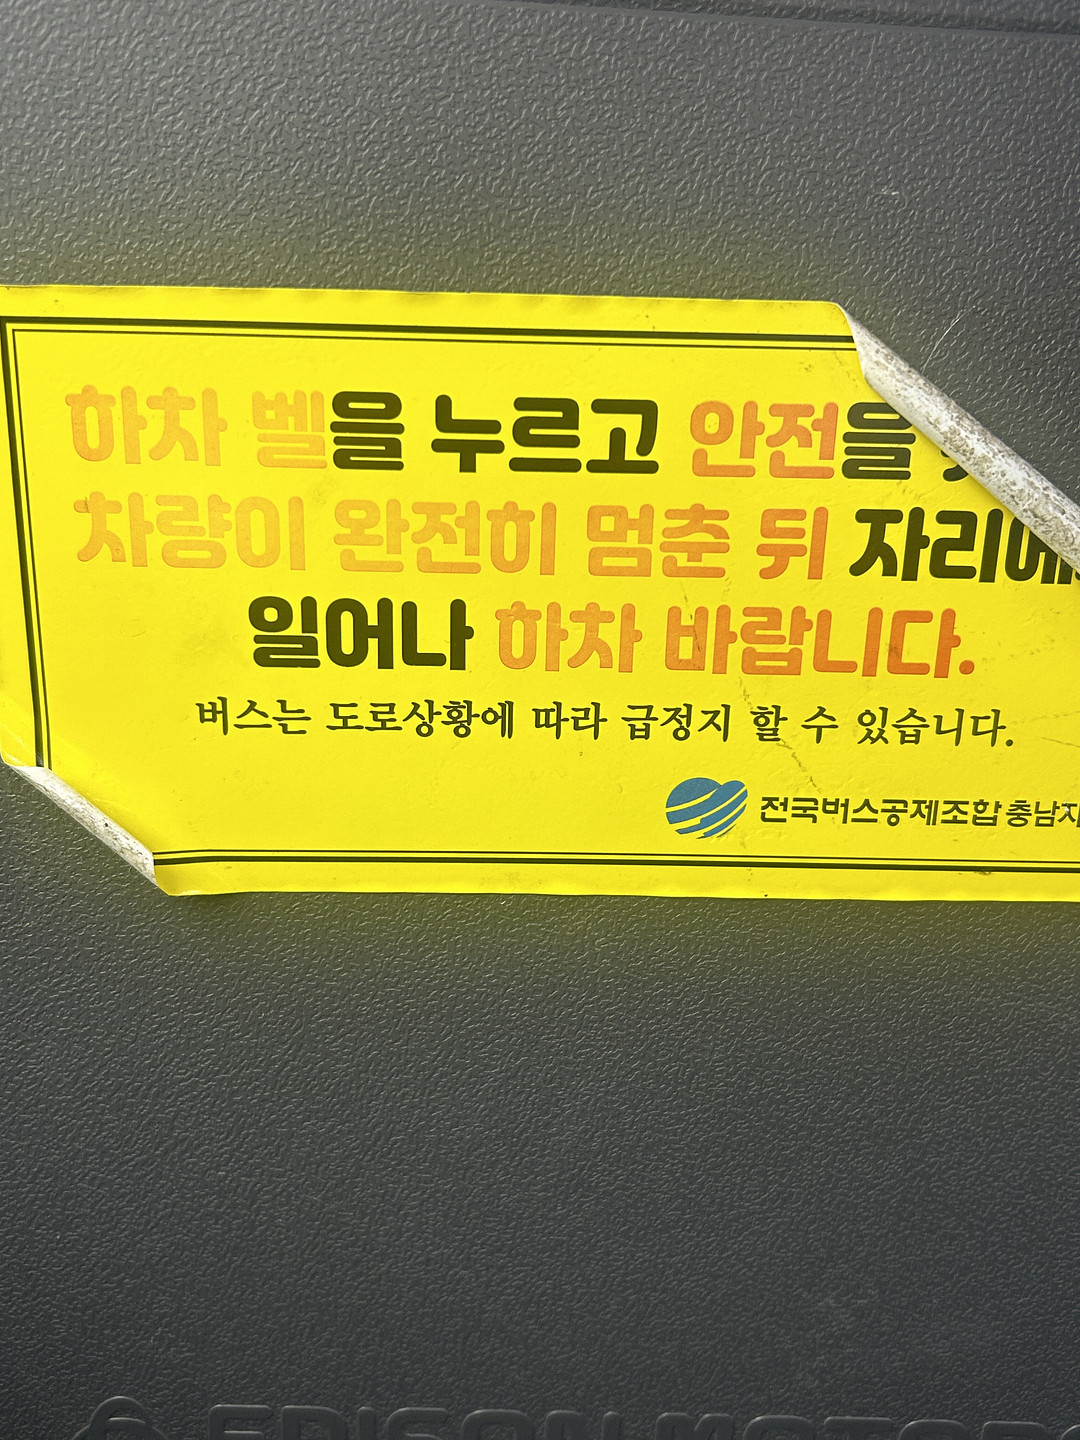 하차 벨을 누르고 안전을
차량이 완전히 멈춘 뒤 자리에
일어나 하차 바랍니다.
버스는 도로상황에 따라 급정지 할 수 있습니다.
전국버스공제조합 충남지
EDISON MOTORS